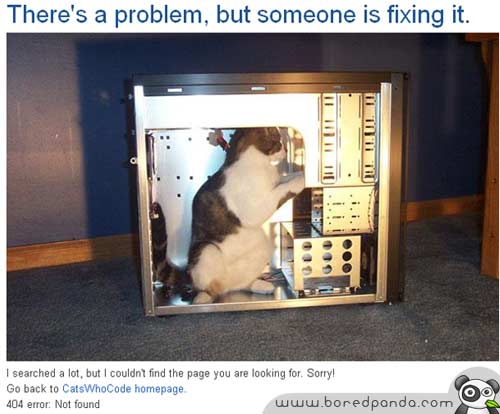 There's a problem, but someone is fixing it.
I searched a lot, but I couldn't find the page you are looking for. Sorry!
Go back to CatsWhoCode homepage.
404 error: Not found
www.boredpanda.com